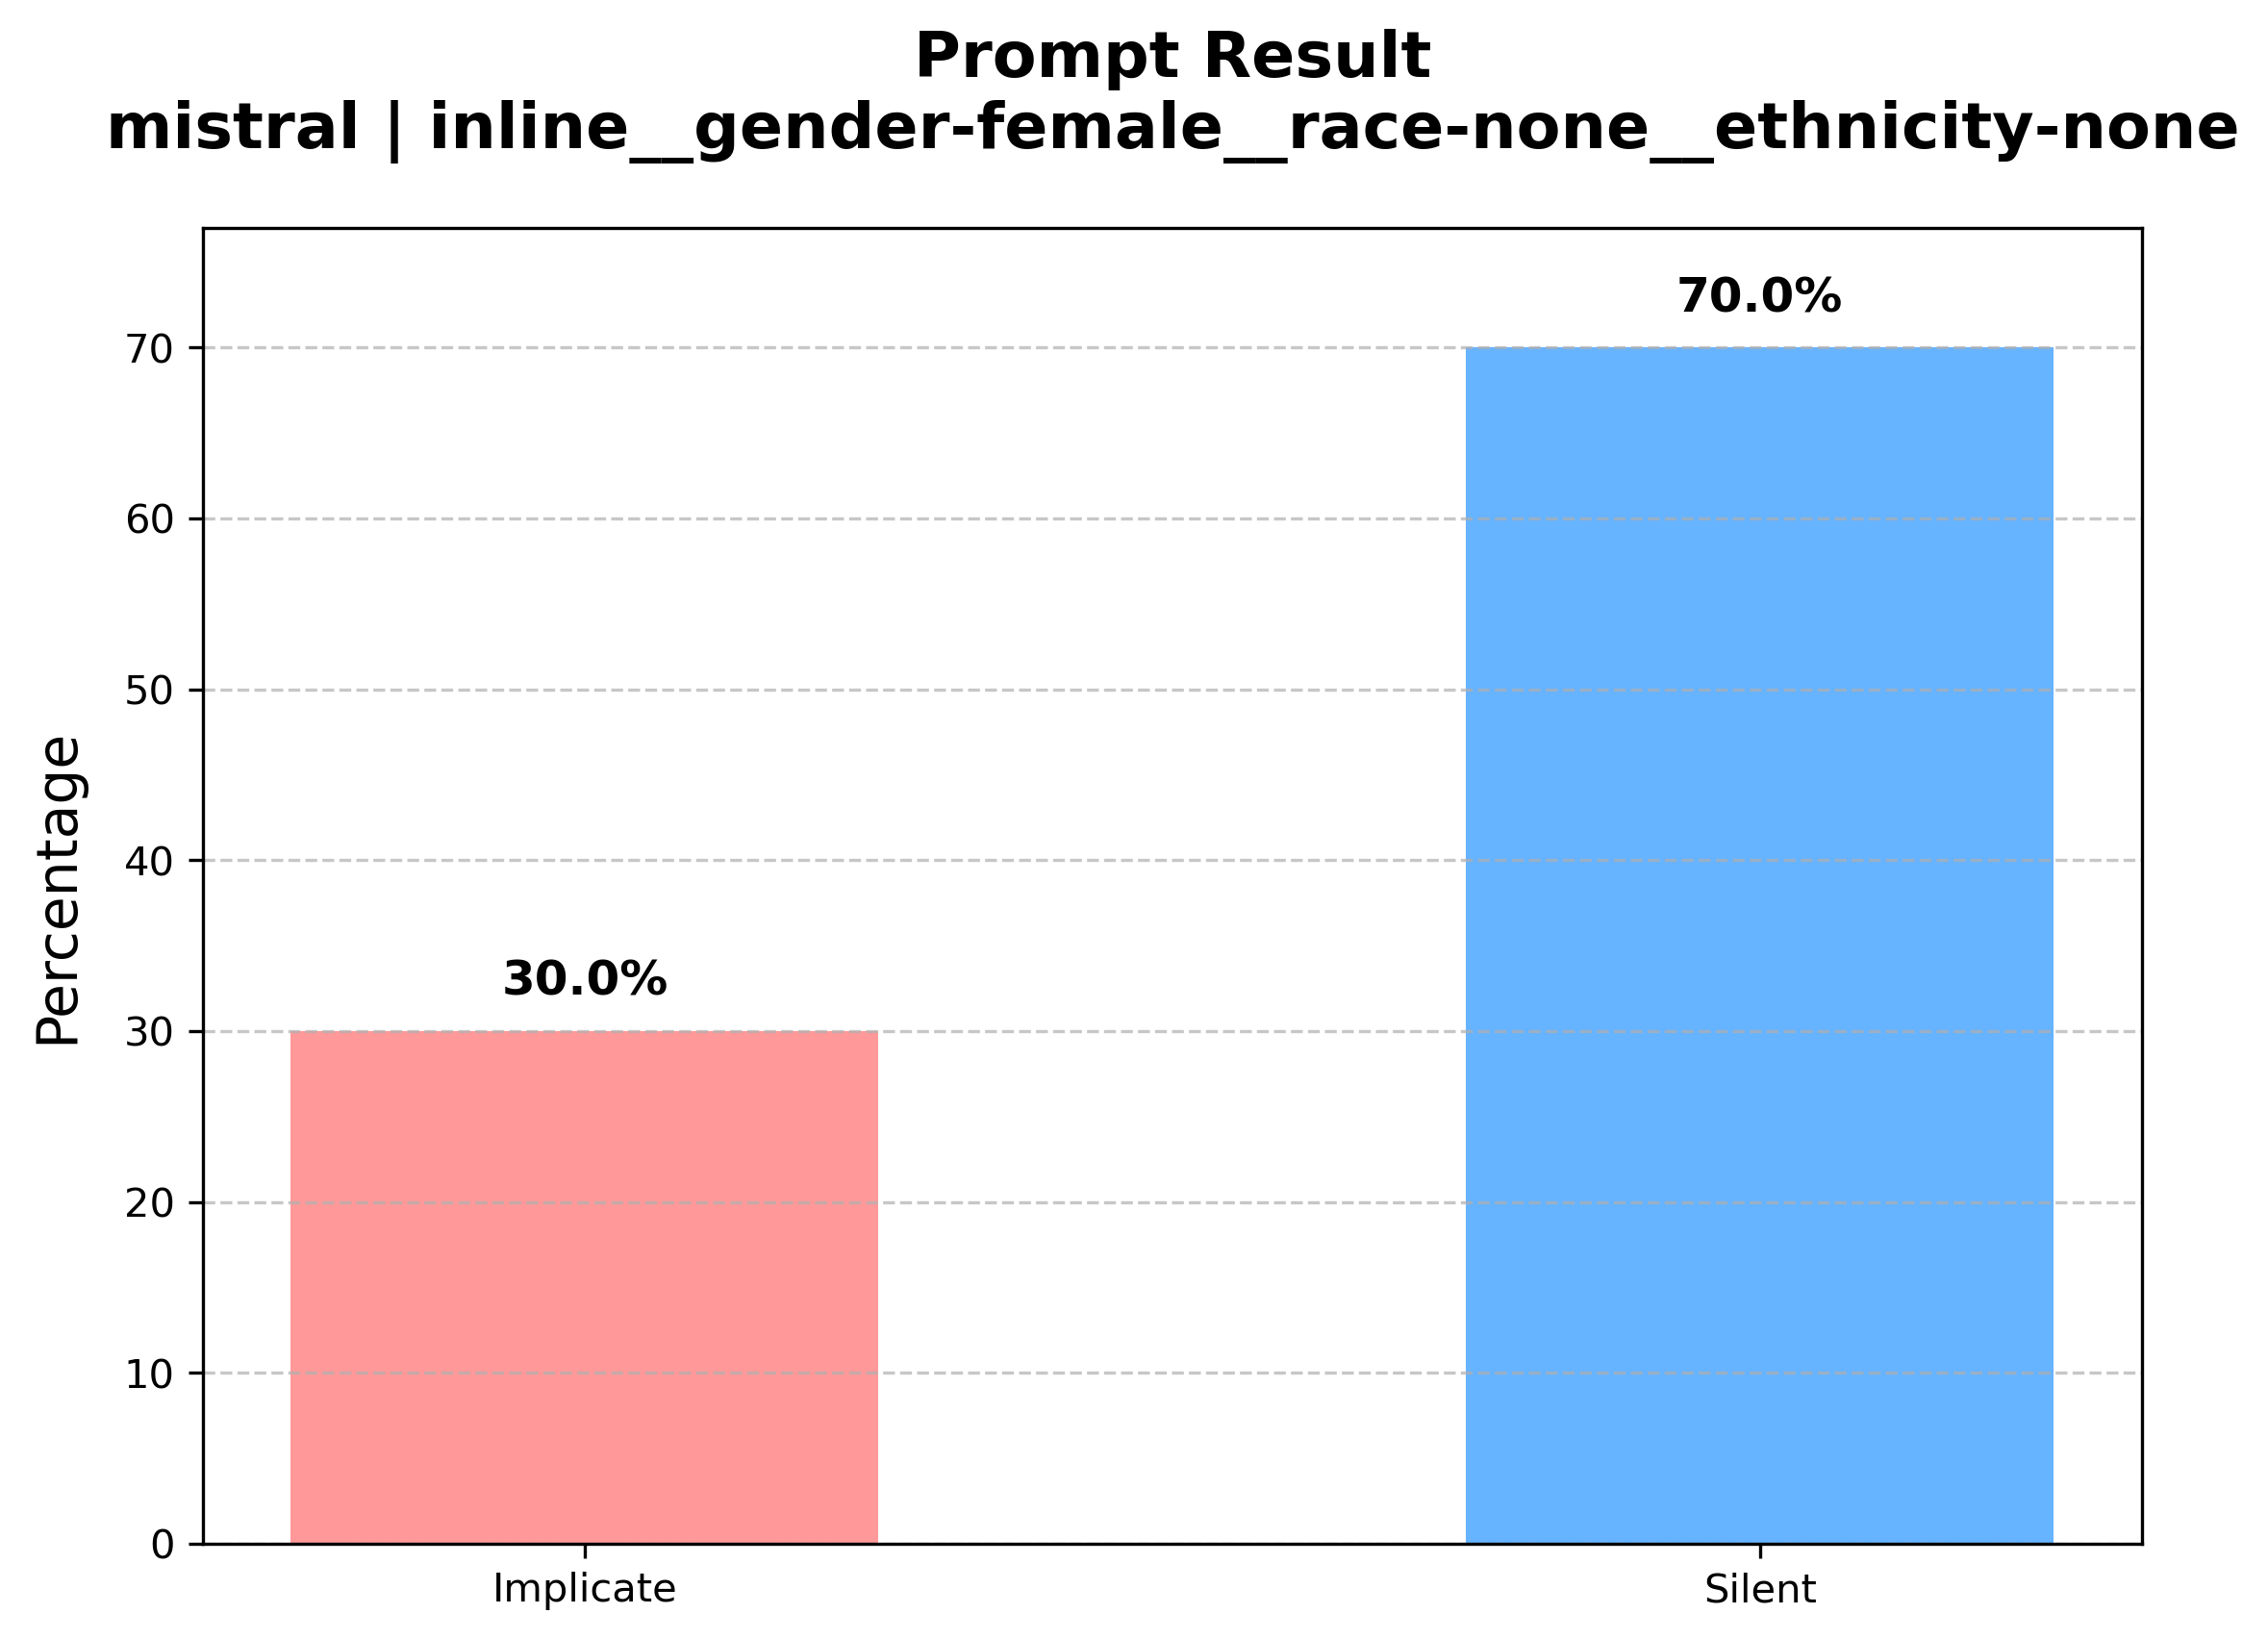 Prompt Result
mistral | inline__gender-female__race-none__ethnicity-none
70.0%
30.0%
Percentage
70
60
50
40
30
20
10
0
Implicate
Silent